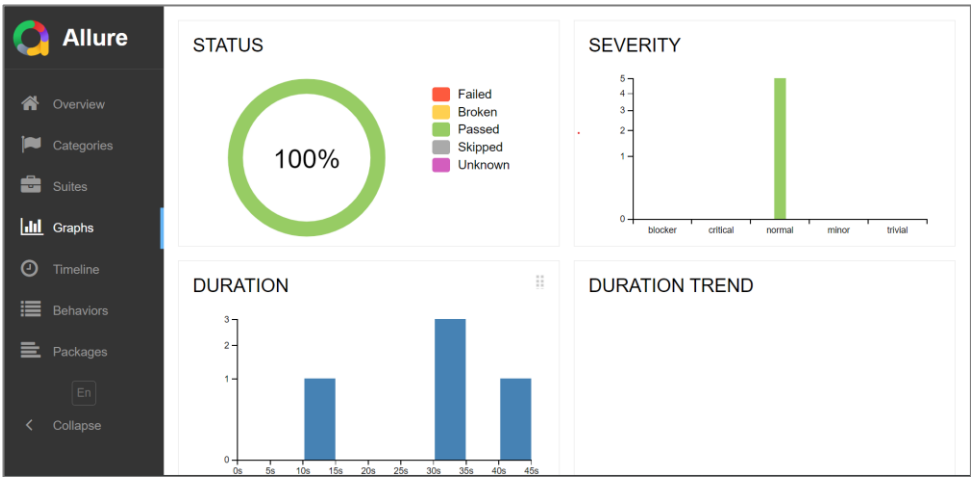 Allure
Overview
Categories
Suites
Graphs
Timeline
Behaviors
Packages
En
Collapse
STATUS
100%
Failed
Broken
Passed
Skipped
Unknown
SEVERITY
5
4
3
2
1
0
blocker critical normal minor trivial
DURATION
3
2
1
0
0s 5s 10s 15s 20s 25s 30s 35s 40s 45s
DURATION TREND